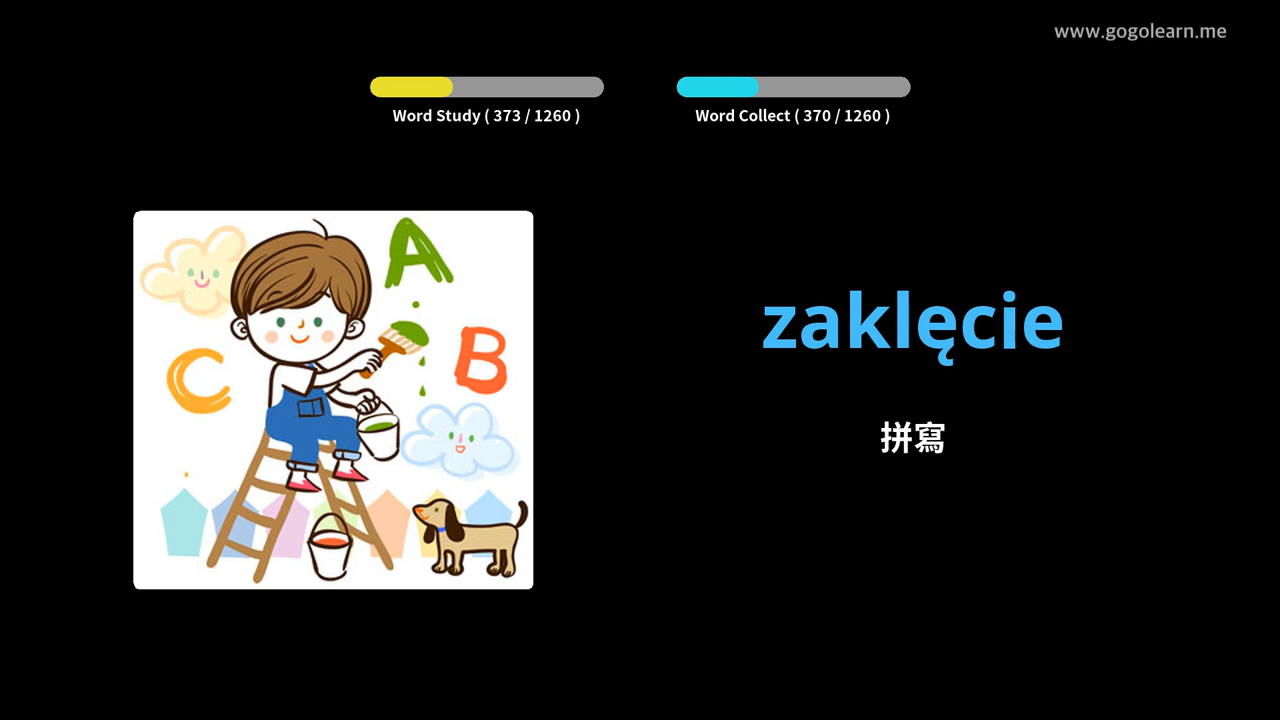 www.gogolearn.me
Word Study ( 373 / 1260 )
Word Collect ( 370 / 1260 )
A
B
C
zaklęcie
拼寫